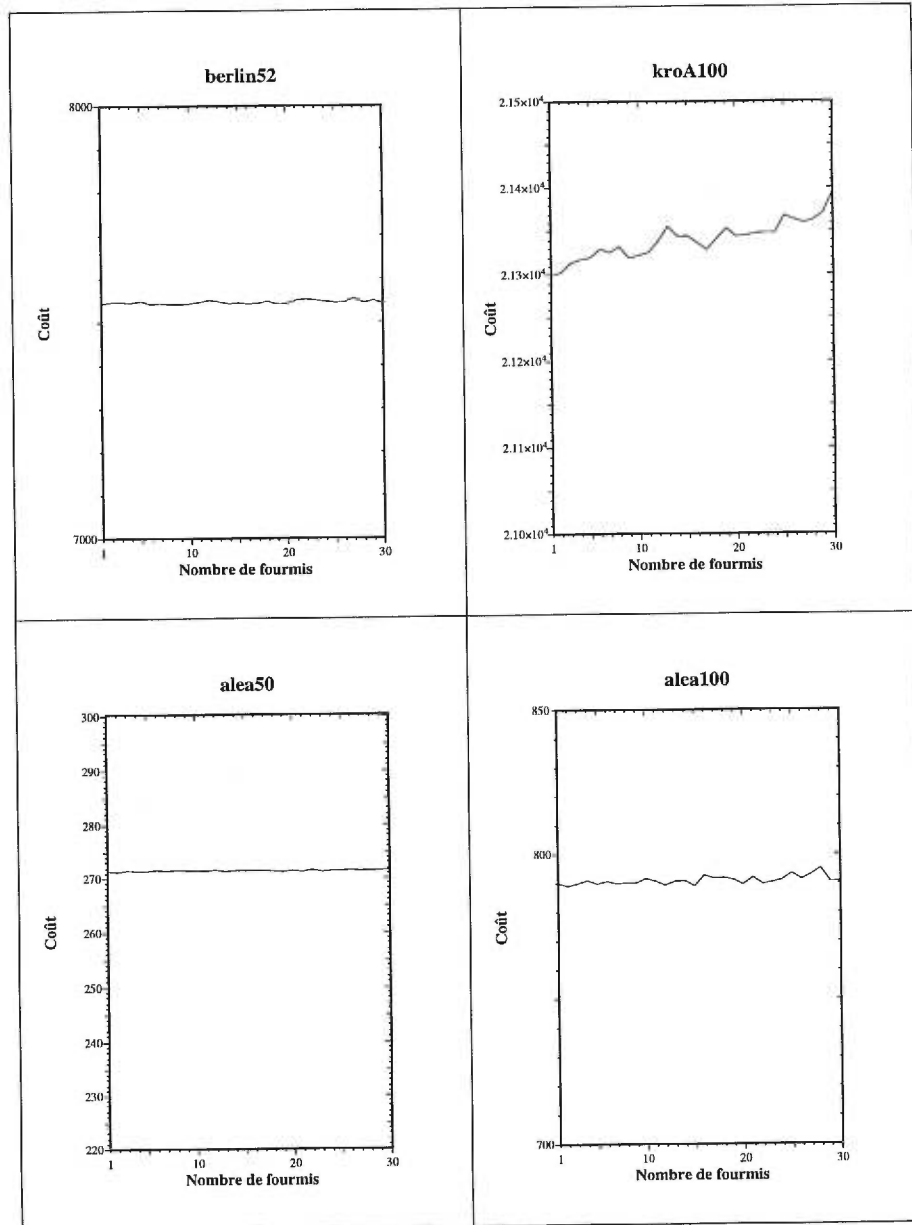 berlin52
8000
Coût
7000
1 10 20 30
Nombre de fourmis
kroA100
2.15×10⁴
2.14×10⁴
2.13×10⁴
Coût
2.12×10⁴
2.11×10⁴
2.10×10⁴
1 10 20 30
Nombre de fourmis
alea50
300
290
280
270
260
Coût
250
240
230
220
1 10 20 30
Nombre de fourmis
alea100
850
800
Coût
700
1 10 20 30
Nombre de fourmis